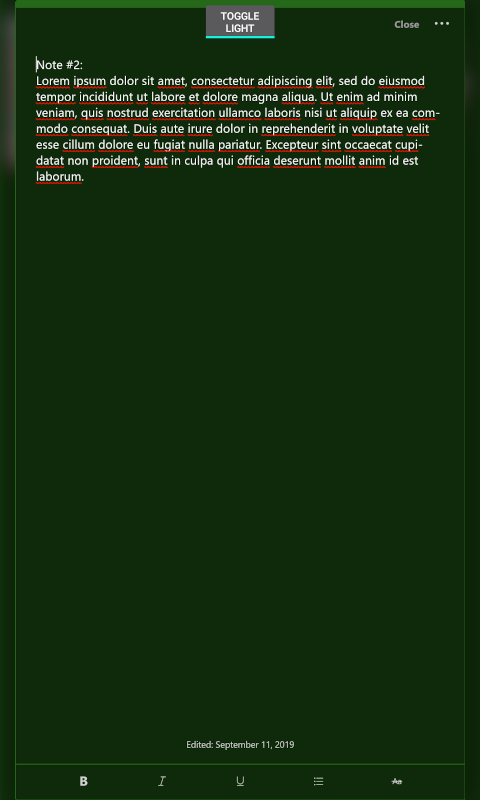 TOGGLE
LIGHT
Close
Note #2:
Lorem ipsum dolor sit amet, consectetur adipiscing elit, sed do eiusmod
tempor incididunt ut labore et dolore magna aliqua. Ut enim ad minim
veniam, quis nostrud exercitation ullamco laboris nisi ut aliquip ex ea com-
modo consequat. Duis aute irure dolor in reprehenderit in voluptate velit
esse cillum dolore eu fugiat nulla pariatur. Excepteur sint occaecat cupi-
datat non proident, sunt in culpa qui officia deserunt mollit anim id est
laborum.
Edited: September 11, 2019
B I U Aa